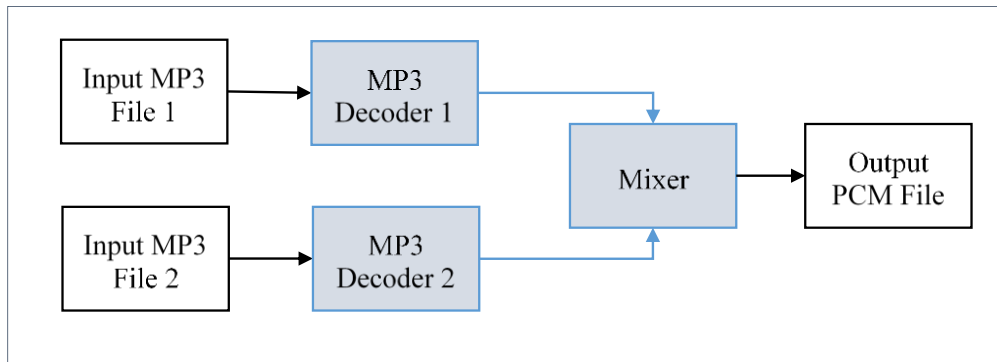 Input MP3
File 1
MP3
Decoder 1
Mixer
Output
PCM File
Input MP3
File 2
MP3
Decoder 2